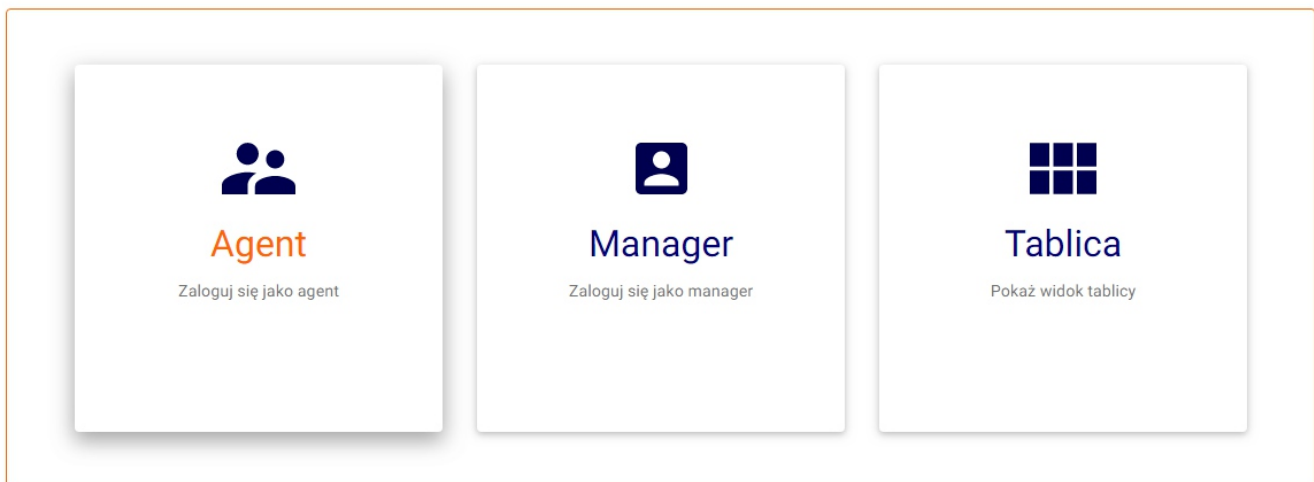 Agent
Zaloguj się jako agent
Manager
Zaloguj się jako manager
Tablica
Pokaż widok tablicy